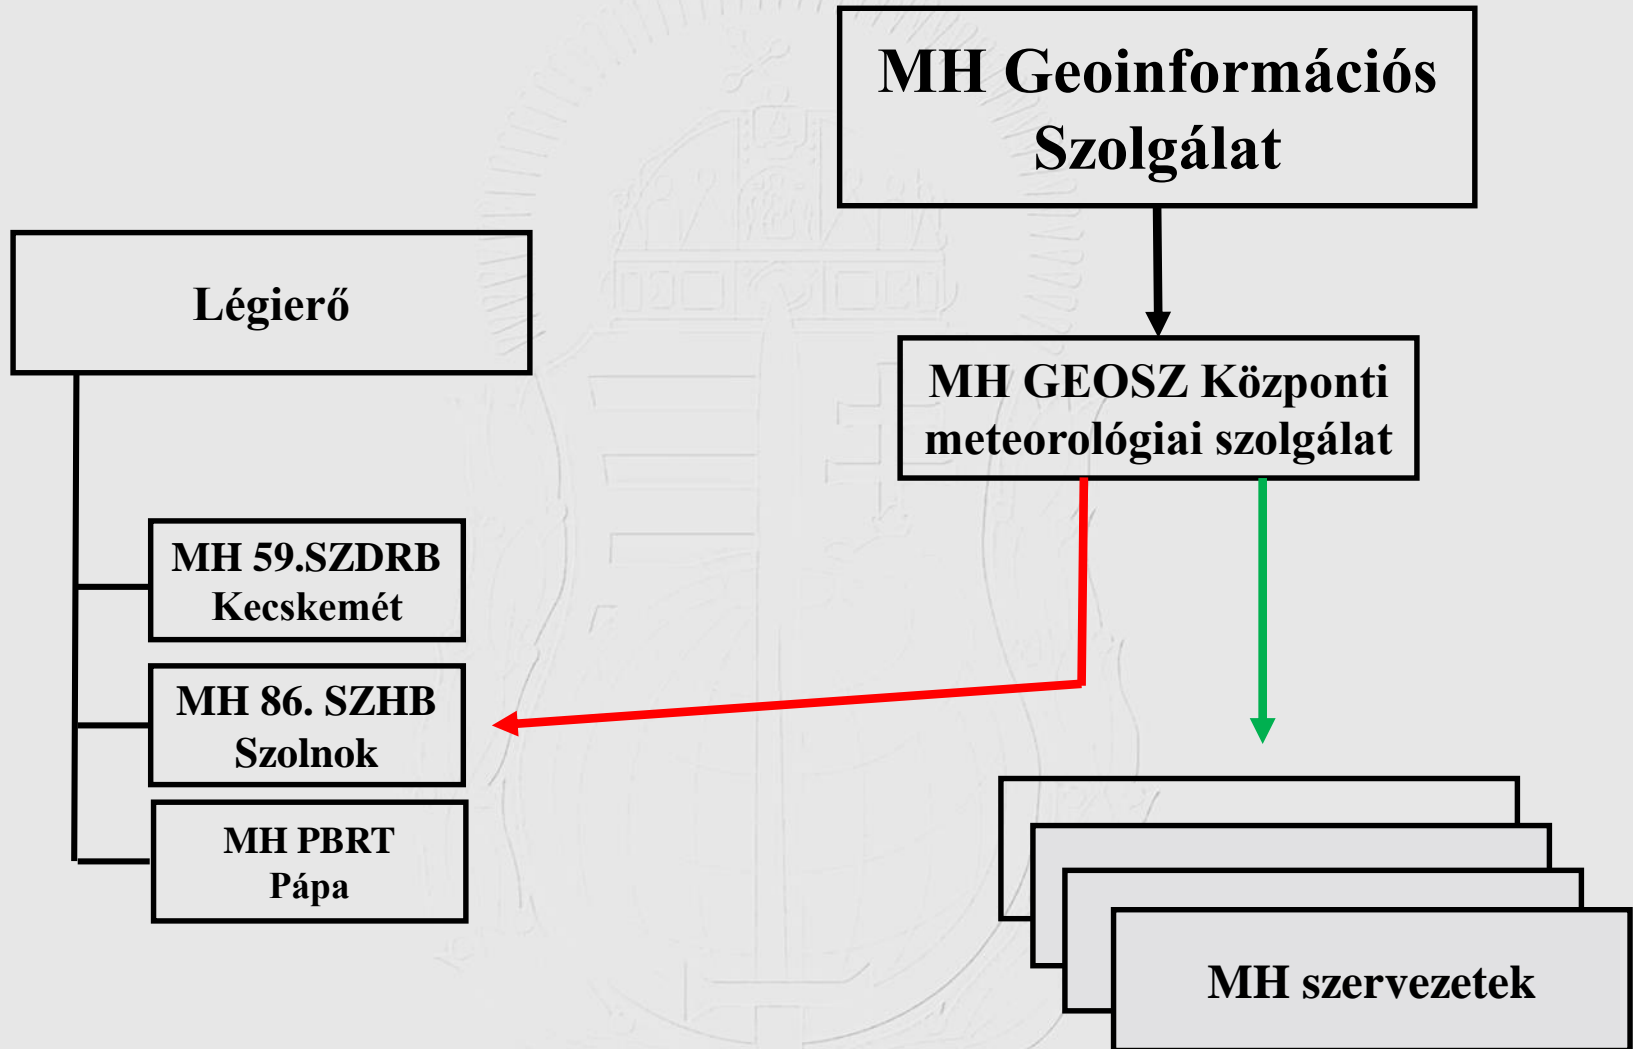 MH Geoinformációs
Szolgálat
Légierő
MH GEOSZ Központi
meteorológiai szolgálat
MH 59.SZDRB
Kecskemét
MH 86. SZHB
Szolnok
MH PBRT
Pápa
MH szervezetek